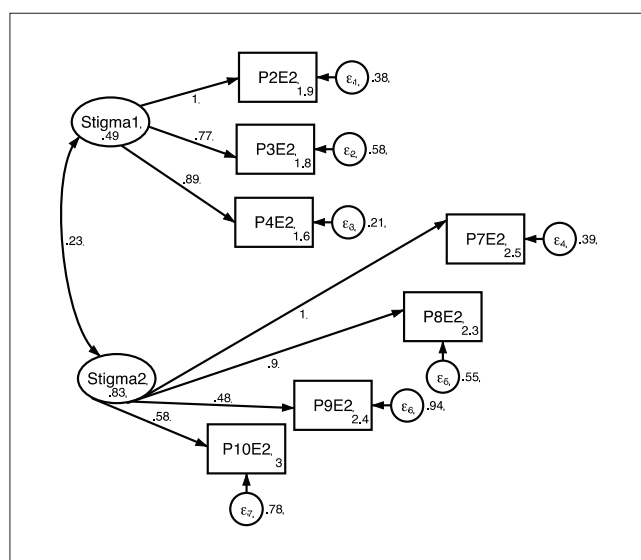 P2E2,
1.9
ε1,
.38,
1,
Stigma1,
.49
.77,
P3E2,
1.8
ε2,
.58,
.89,
P4E2,
1.6
ε3,
.21,
.23,
P7E2,
2.5
ε4,
.39,
1,
P8E2,
2.3
.9,
ε5,
.55,
Stigma2,
.83,
.48,
P9E2,
2.4
ε6,
.94,
.58,
P10E2,
3
ε7,
.78,